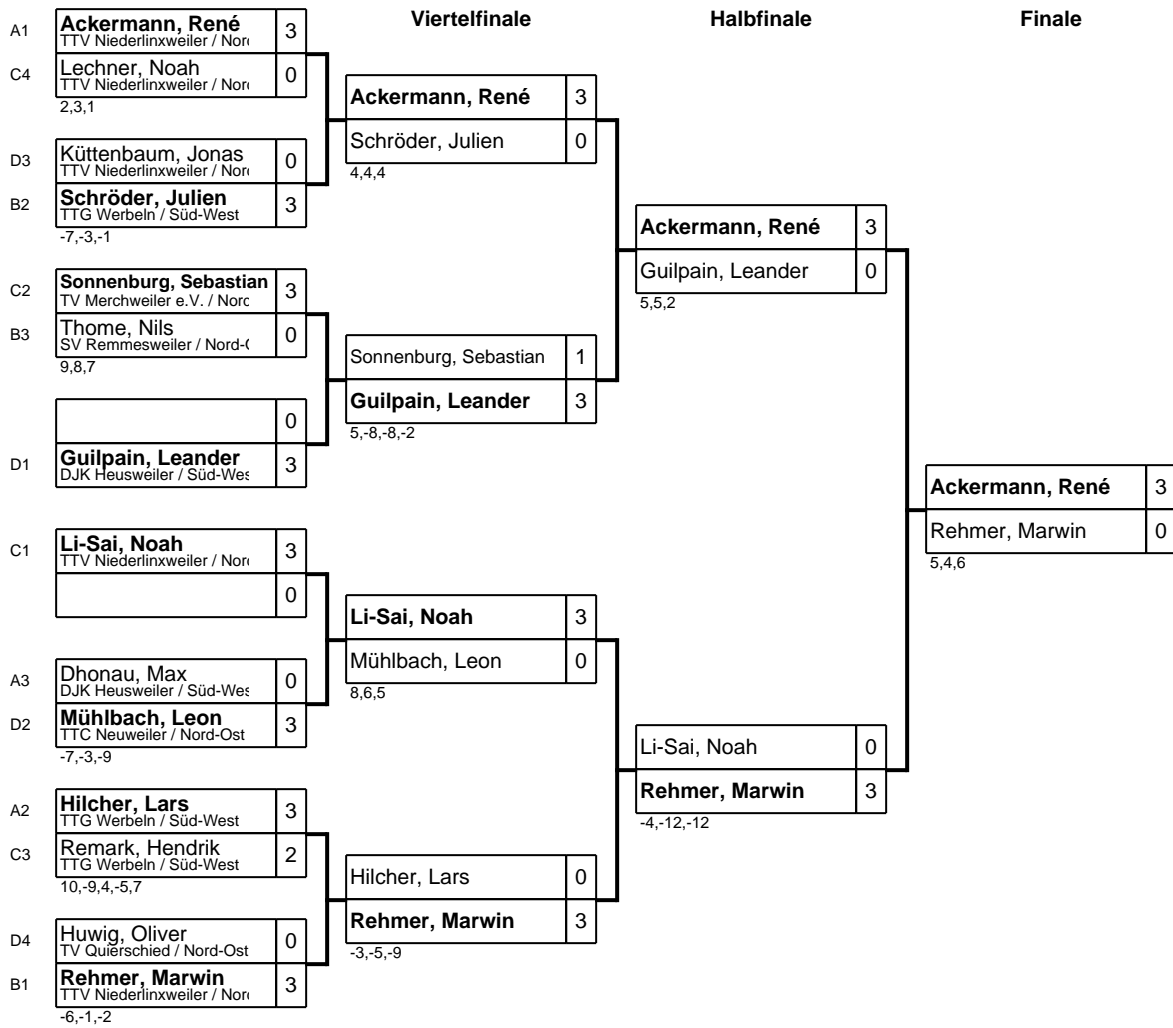 Viertelfinale
Halbfinale
Finale
A1 Ackermann, René 3
TTV Niederlinxweiler / Nor
C4 Lechner, Noah 0
TTV Niederlinxweiler / Nor
2,3,1
D3 Küttenbaum, Jonas 0
TTV Niederlinxweiler / Nor
B2 Schröder, Julien 3
TTG Werbeln / Süd-West
-7,-3,-1
C2 Sonnenburg, Sebastian 3
TV Merchweiler e.V. / Nord
B3 Thome, Nils 0
SV Remmesweiler / Nord-
9,8,7
0
D1 Guilpain, Leander 3
DJK Heusweiler / Süd-Wes
C1 Li-Sai, Noah 3
TTV Niederlinxweiler / Nor
0
A3 Dhonau, Max 0
DJK Heusweiler / Süd-Wes
D2 Mühlbach, Leon 3
TTC Neuweiler / Nord-Ost
-7,-3,-9
A2 Hilcher, Lars 3
TTG Werbeln / Süd-West
C3 Remark, Hendrik 2
TTG Werbeln / Süd-West
10,-9,4,-5,7
D4 Huwig, Oliver 0
TV Quierschied / Nord-Ost
B1 Rehmer, Marwin 3
TTV Niederlinxweiler / Nor
-6,-1,-2
Ackermann, René 3
Schröder, Julien 0
4,4,4
Sonnenburg, Sebastian 1
Guilpain, Leander 3
5,-8,-8,-2
Li-Sai, Noah 3
Mühlbach, Leon 0
8,6,5
Hilcher, Lars 0
Rehmer, Marwin 3
-3,-5,-9
Ackermann, René 3
Guilpain, Leander 0
5,5,2
Li-Sai, Noah 0
Rehmer, Marwin 3
-4,-12,-12
Ackermann, René 3
Rehmer, Marwin 0
5,4,6